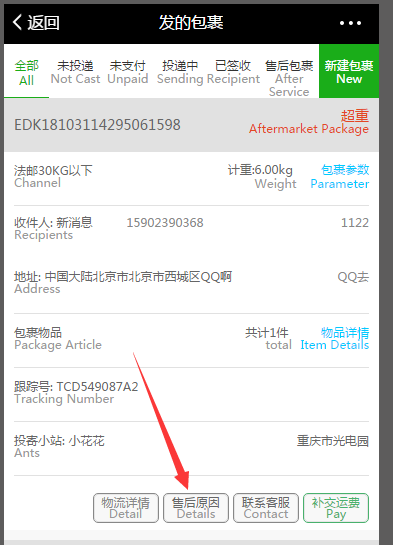 返回 发的包裹
全部 未投递 未支付 投递中 已签收 售后包裹 新建包裹
All Not Cast Unpaid Sending Recipient After Service New
EDK18103114295061598 超重
Aftermarket Package
法邮30KG以下 计重:6.00kg 包裹参数
Channel Weight Parameter
收件人: 新消息 15902390368 1122
Recipients
地址: 中国大陆北京市北京市西城区QQ啊 QQ去
Address
包裹物品 共计1件 物品详情
Package Article total Item Details
跟踪号: TCD549087A2
Tracking Number
投寄小站: 小花花 重庆市光电园
Ants
物流详情 售后原因 联系客服 补交运费
Detail Details Contact Pay